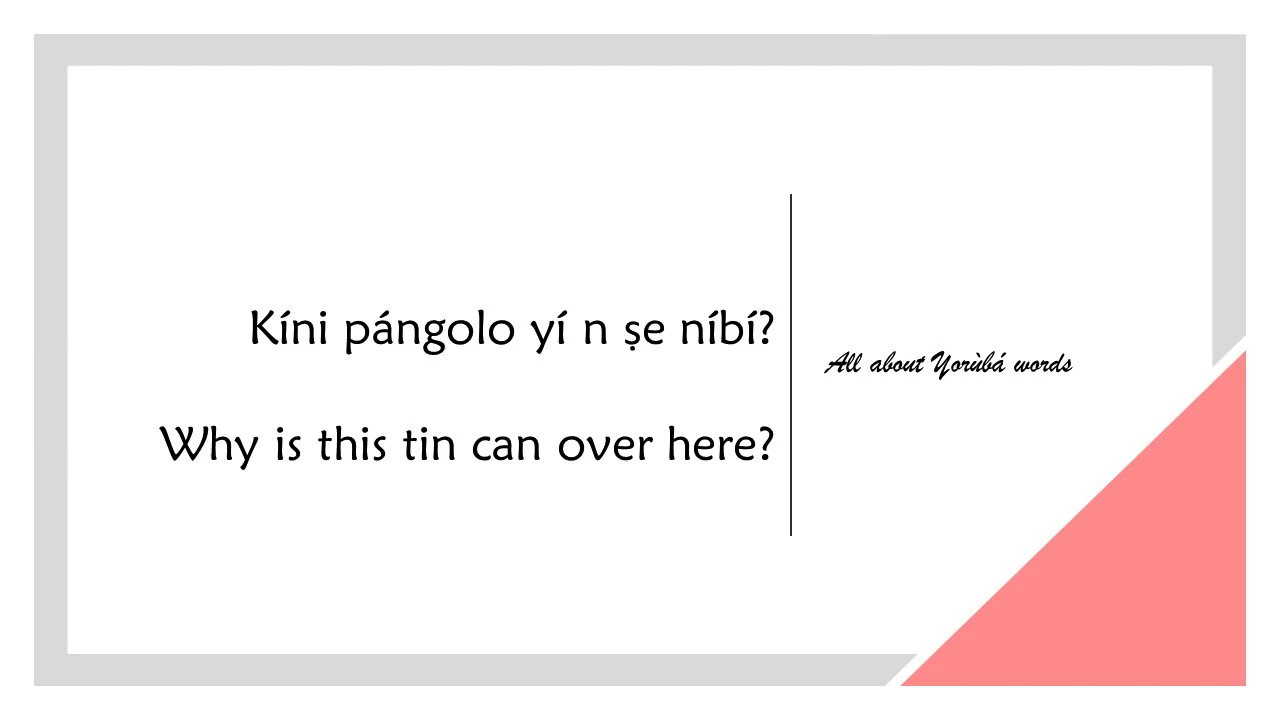 Kíni pángolo yí n ṣe níbí?
Why is this tin can over here?
All about Yorùbá words